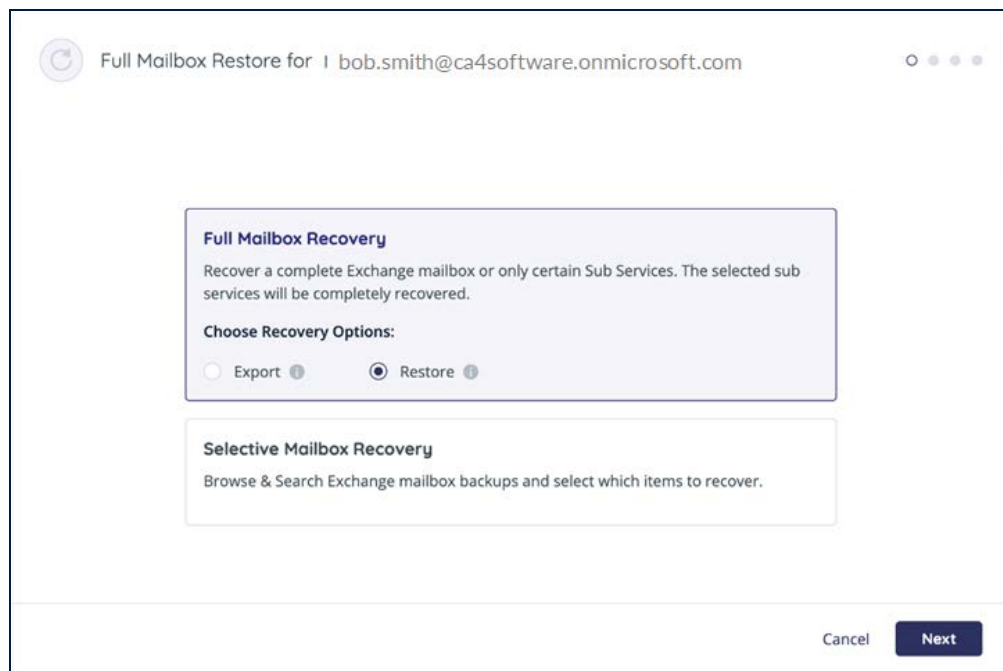 Full Mailbox Restore for | bob.smith@ca4software.onmicrosoft.com
Full Mailbox Recovery
Recover a complete Exchange mailbox or only certain Sub Services. The selected sub
services will be completely recovered.
Choose Recovery Options:
Export Restore
Selective Mailbox Recovery
Browse & Search Exchange mailbox backups and select which items to recover.
Cancel Next